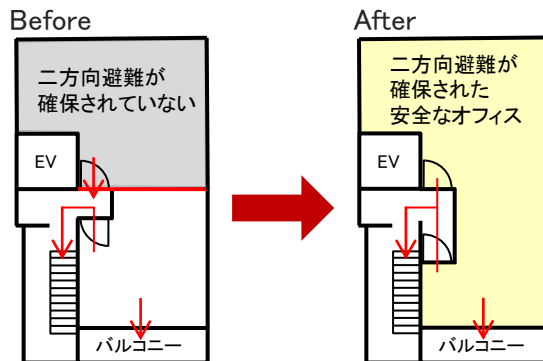 Before
二方向避難が
確保されていない
EV
バルコニー
After
二方向避難が
確保された
安全なオフィス
EV
バルコニー